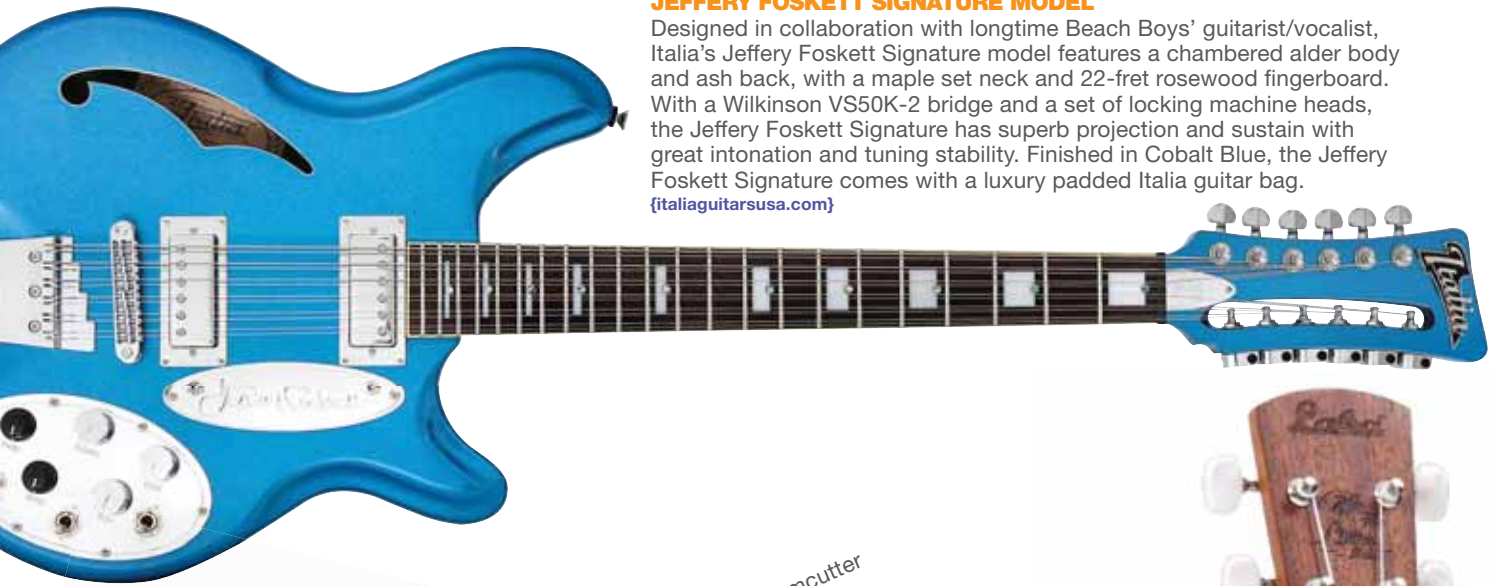 JEFFERY FOSKETT SIGNATURE MODEL
Designed in collaboration with longtime Beach Boys’ guitarist/vocalist,
Italia’s Jeffery Foskett Signature model features a chambered alder body
and ash back, with a maple set neck and 22-fret rosewood fingerboard.
With a Wilkinson VS50K-2 bridge and a set of locking machine heads,
the Jeffery Foskett Signature has superb projection and sustain with
great intonation and tuning stability. Finished in Cobalt Blue, the Jeffery
Foskett Signature comes with a luxury padded Italia guitar bag.
{italiaguitarsusa.com}
Italia